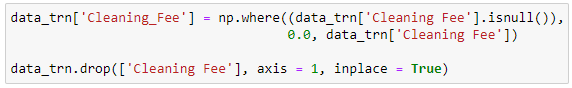 data_trn['Cleaning_Fee'] = np.where((data_trn['Cleaning Fee'].isnull()),
0.0, data_trn['Cleaning Fee'])
data_trn.drop(['Cleaning Fee'], axis = 1, inplace = True)